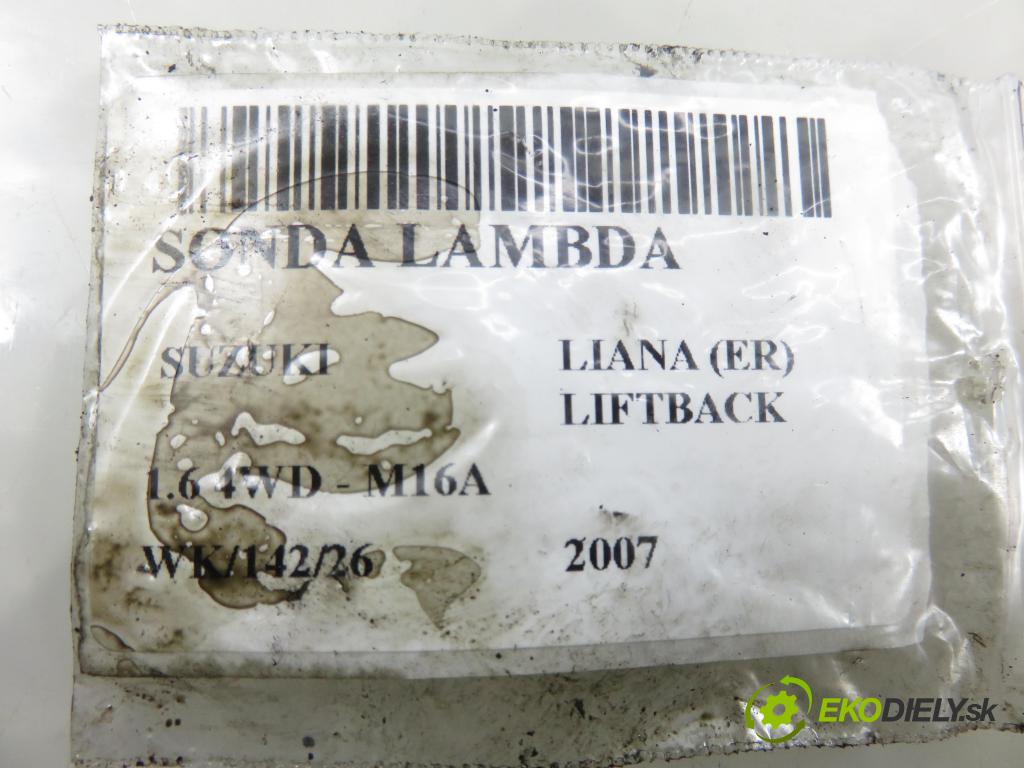 SONDA LAMBDA
SUZUKI LIANA (ER)
LIFTBACK
1.6 4WD - M16A
WK/142/26 2007
EKODIELY.sk